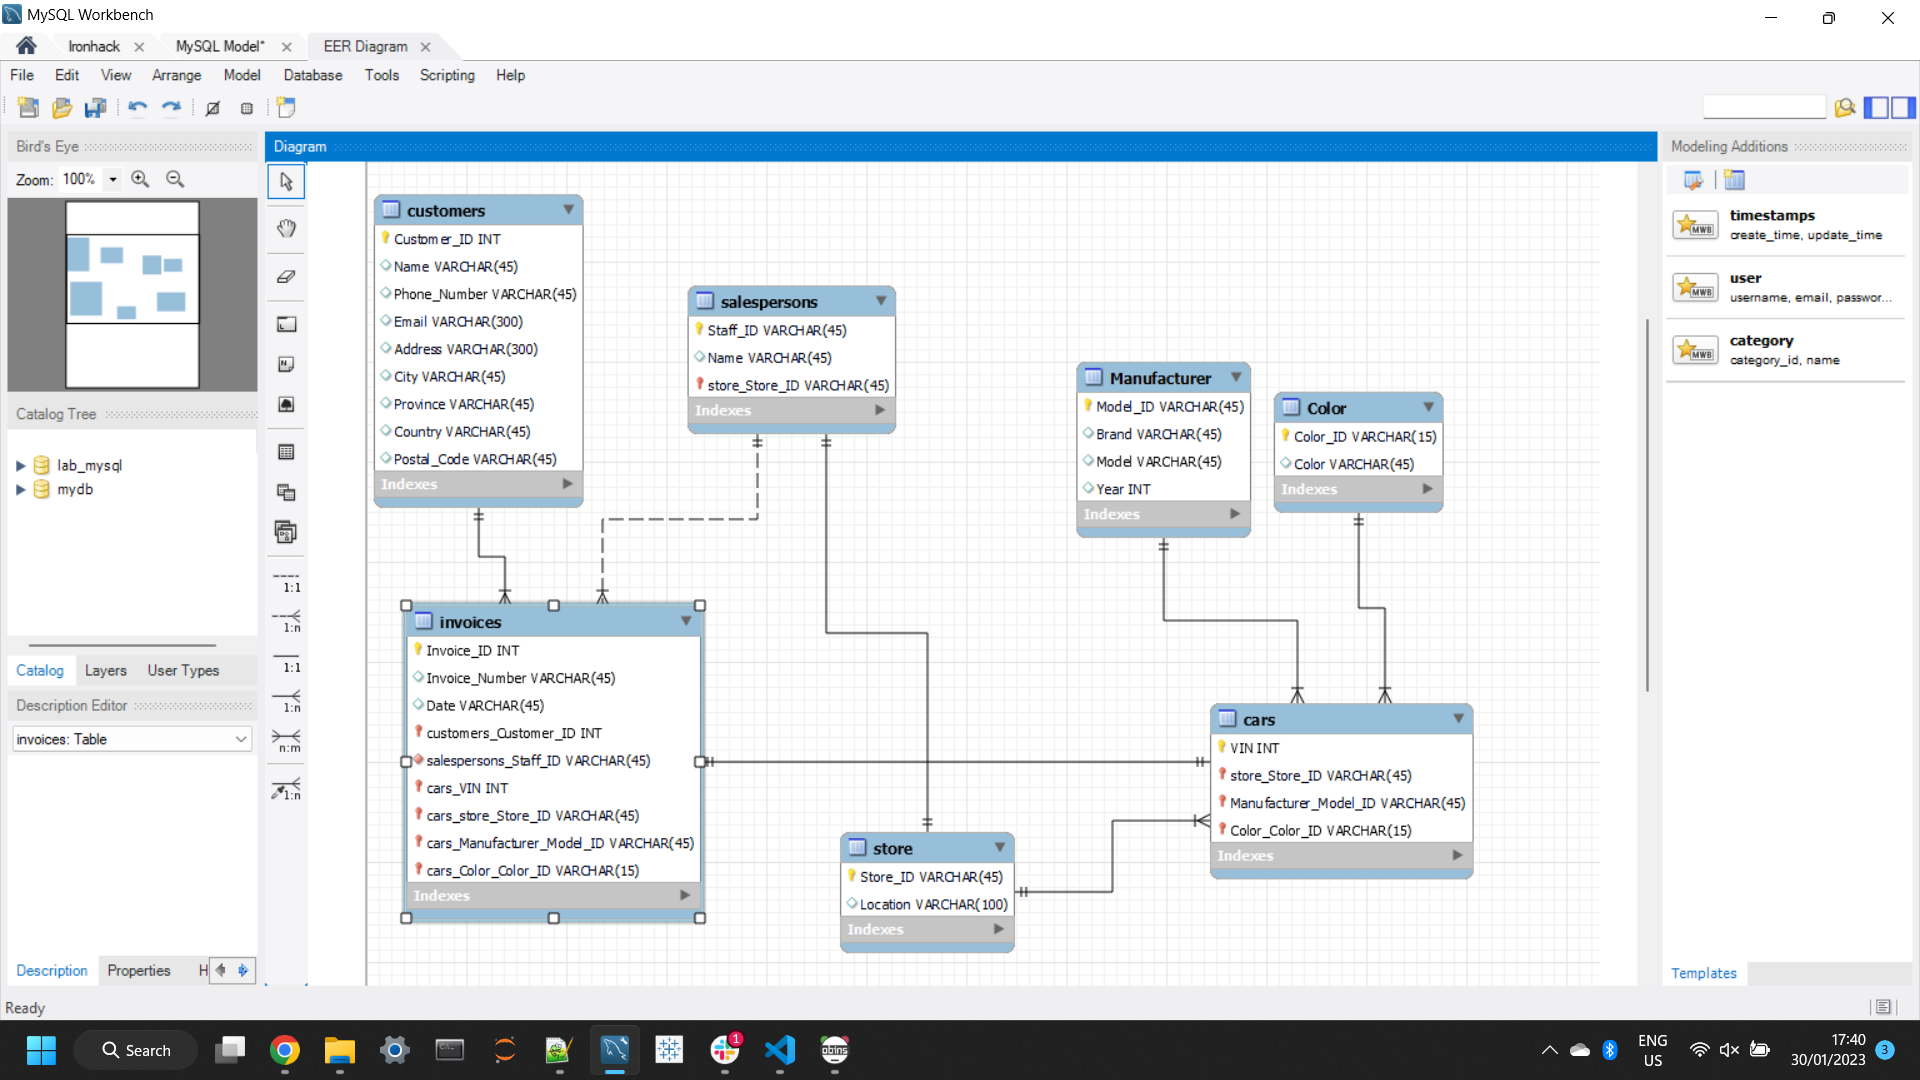 MySQL Workbench
Ironhack
MySQL Model*
EER Diagram
File Edit View Arrange Model Database Tools Scripting Help
Bird's Eye
Zoom: 100%
Diagram
Modeling Additions
customers
Customer_ID INT
Name VARCHAR(45)
Phone_Number VARCHAR(45)
Email VARCHAR(300)
Address VARCHAR(300)
City VARCHAR(45)
Province VARCHAR(45)
Country VARCHAR(45)
Postal_Code VARCHAR(45)
Indexes
salespersons
Staff_ID VARCHAR(45)
Name VARCHAR(45)
store_Store_ID VARCHAR(45)
Indexes
Manufacturer
Model_ID VARCHAR(45)
Brand VARCHAR(45)
Model VARCHAR(45)
Year INT
Indexes
Color
Color_ID VARCHAR(15)
Color VARCHAR(45)
Indexes
invoices
Invoice_ID INT
Invoice_Number VARCHAR(45)
Date VARCHAR(45)
customers_Customer_ID INT
salespersons_Staff_ID VARCHAR(45)
cars_VIN INT
cars_store_Store_ID VARCHAR(45)
cars_Manufacturer_Model_ID VARCHAR(45)
cars_Color_Color_ID VARCHAR(15)
Indexes
store
Store_ID VARCHAR(45)
Location VARCHAR(100)
Indexes
cars
VIN INT
store_Store_ID VARCHAR(45)
Manufacturer_Model_ID VARCHAR(45)
Color_Color_ID VARCHAR(15)
Indexes
MWB
timestamps
create_time, update_time
MWB
user
username, email, passwor...
MWB
category
category_id, name
Templates
Catalog Tree
lab_mysql
mydb
Catalog Layers User Types
Description Editor
invoices: Table
Description Properties H
1:1
1:n
1:1
1:n
n:m
1:n
Ready
Search
1
ENG
US
17:40
30/01/2023
3